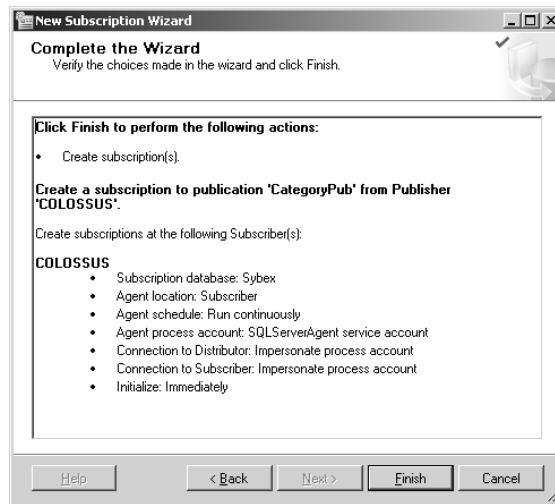 New Subscription Wizard
Complete the Wizard
Verify the choices made in the wizard and click Finish.
Click Finish to perform the following actions:
• Create subscription(s).
Create a subscription to publication 'CategoryPub' from Publisher
'COLOSSUS'.
Create subscriptions at the following Subscriber(s):
COLOSSUS
• Subscription database: Sybex
• Agent location: Subscriber
• Agent schedule: Run continuously
• Agent process account: SQLServerAgent service account
• Connection to Distributor: Impersonate process account
• Connection to Subscriber: Impersonate process account
• Initialize: Immediately
Help < Back Next > Finish Cancel